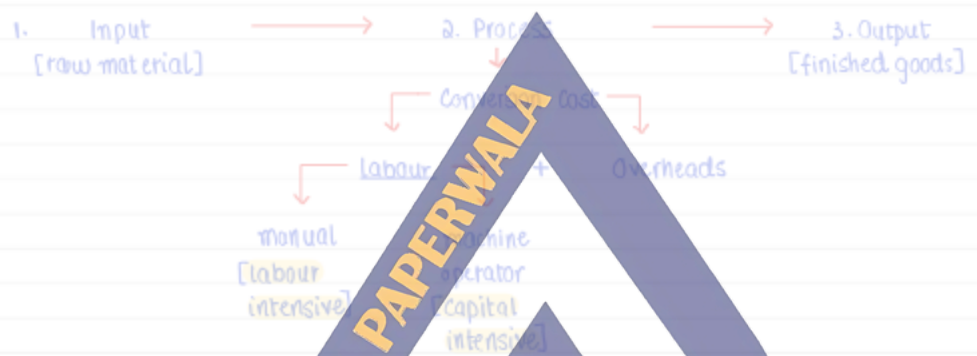 1. Input 2. Process 3. Output
[raw material] [finished goods]
Conversion Cost
Labour + Overheads
manual machine
[labour operator
intensive] [capital
intensive]
PAPERWALA